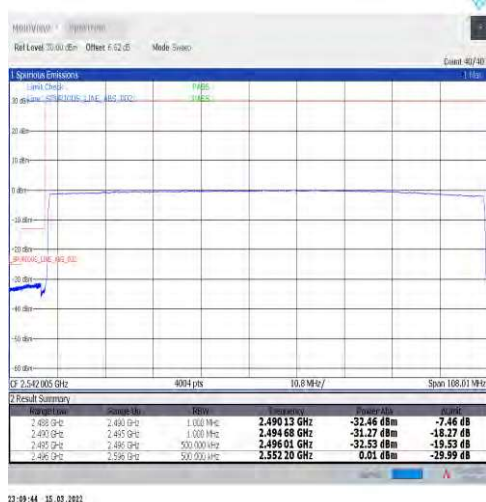 MultiView Spectrum
Ref Level 30.00 dBm Offset 6.62 dB Mode Sweep
Count 40/40
1 Spurious Emissions
Limit Check PASS
Line _SPURIOUS_LINE_ABS_002 PASS
20 dBm
10 dBm
0 dBm
-10 dBm
-20 dBm
_SPURIOUS_LINE_ABS_002
-30 dBm
-40 dBm
-50 dBm
-60 dBm
CF 2.542005 GHz 4004 pts 10.8 MHz/ Span 108.01 MHz
2 Result Summary
Range Low Range Up RBW Frequency Power Abs ΔLimit
2.488 GHz 2.490 GHz 1.000 MHz 2.490 13 GHz -32.46 dBm -7.46 dB
2.490 GHz 2.495 GHz 1.000 MHz 2.494 68 GHz -31.27 dBm -18.27 dB
2.495 GHz 2.496 GHz 500.000 kHz 2.496 01 GHz -32.53 dBm -19.53 dB
2.496 GHz 2.596 GHz 500.000 kHz 2.552 20 GHz 0.01 dBm -29.99 dB
23:09:44 15.03.2022